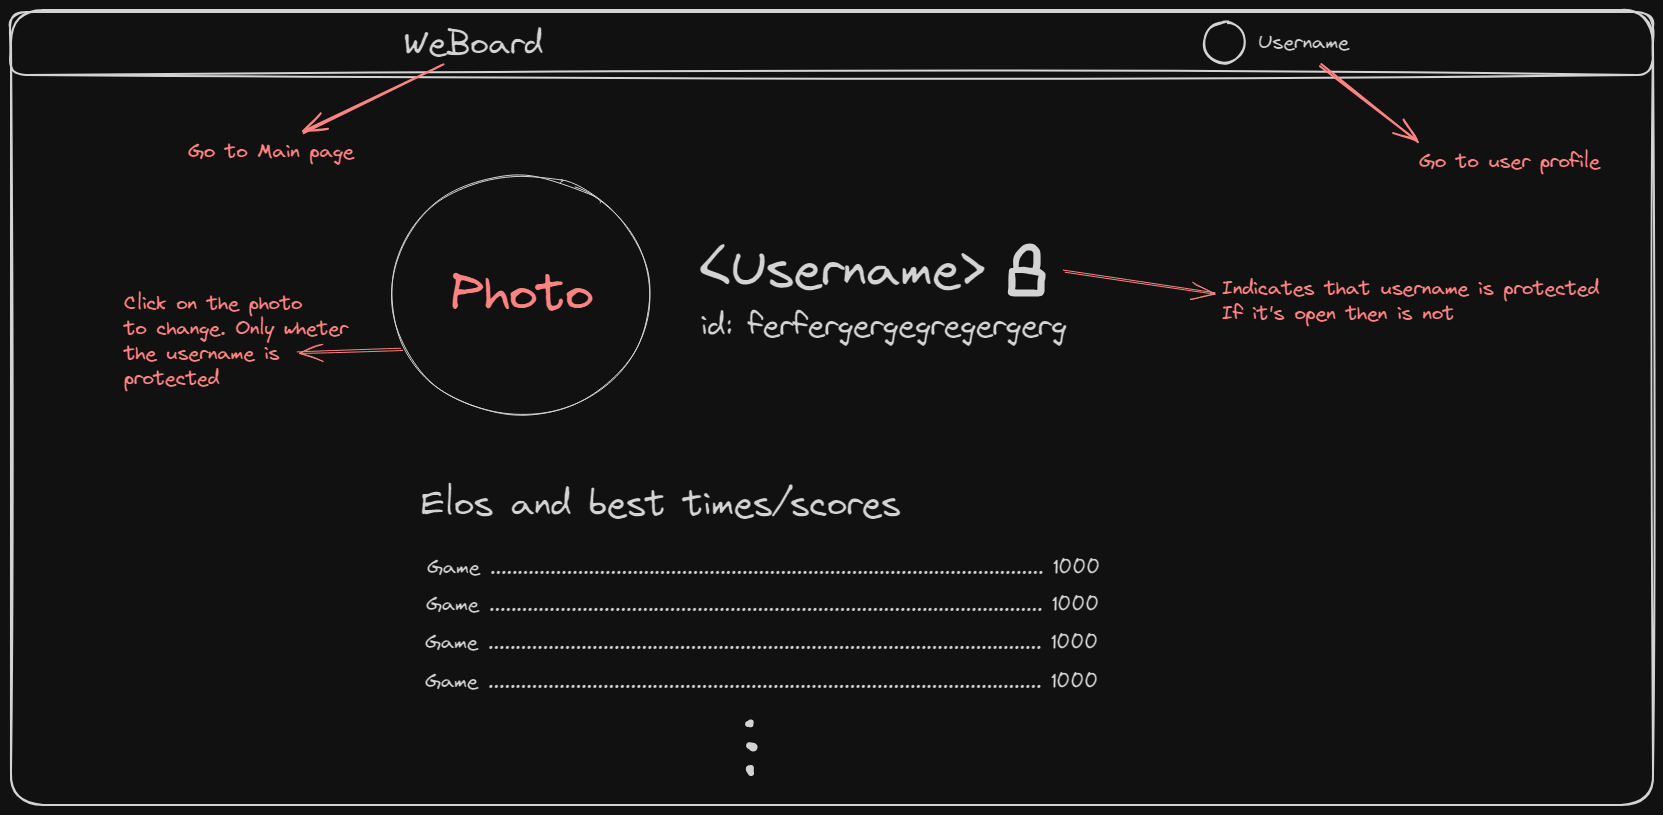 WeBoard
Username
Go to Main page
Go to user profile
Photo
<Username>
id: ferfergergegregergerg
Click on the photo
to change. Only wheter
the username is
protected
Indicates that username is protected
If it's open then is not
Elos and best times/scores
Game ........................................................................................................ 1000
Game ........................................................................................................ 1000
Game ........................................................................................................ 1000
Game ........................................................................................................ 1000